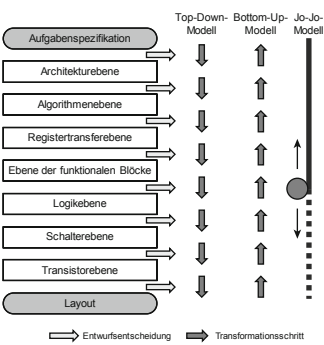 Top-Down- Bottom-Up- Jo-Jo-
Modell Modell Modell
Aufgabenspezifikation
Architekturebene
Algorithmenebene
Registertransferebene
Ebene der funktionalen Blöcke
Logikebene
Schalterebene
Transistorebene
Layout
Entwurfsentscheidung Transformationsschritt